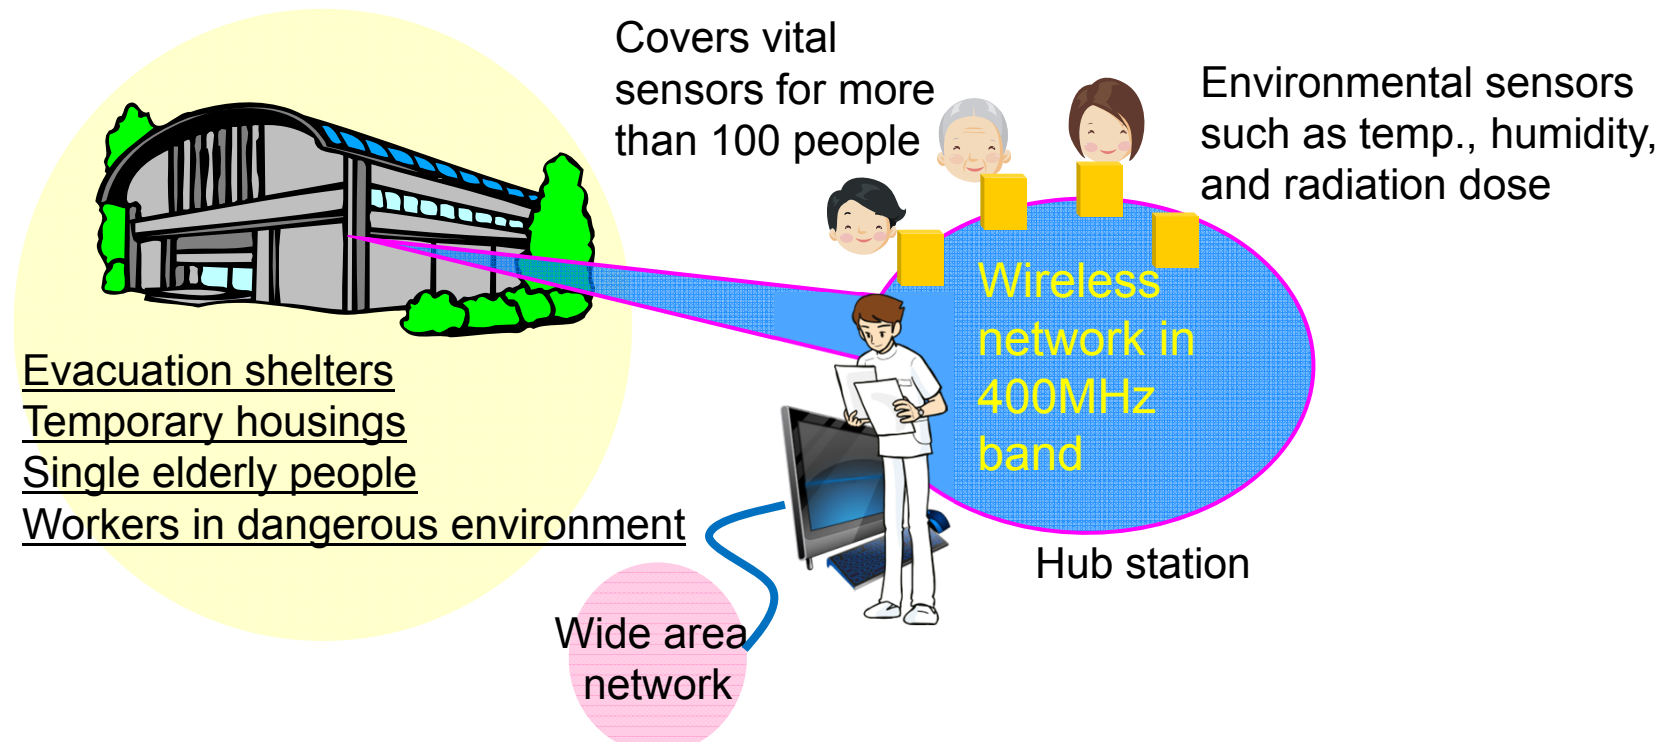 Covers vital
sensors for more
than 100 people
Environmental sensors
such as temp., humidity,
and radiation dose
Wireless
network in
400MHz
band
Evacuation shelters
Temporary housings
Single elderly people
Workers in dangerous environment
Hub station
Wide area
network